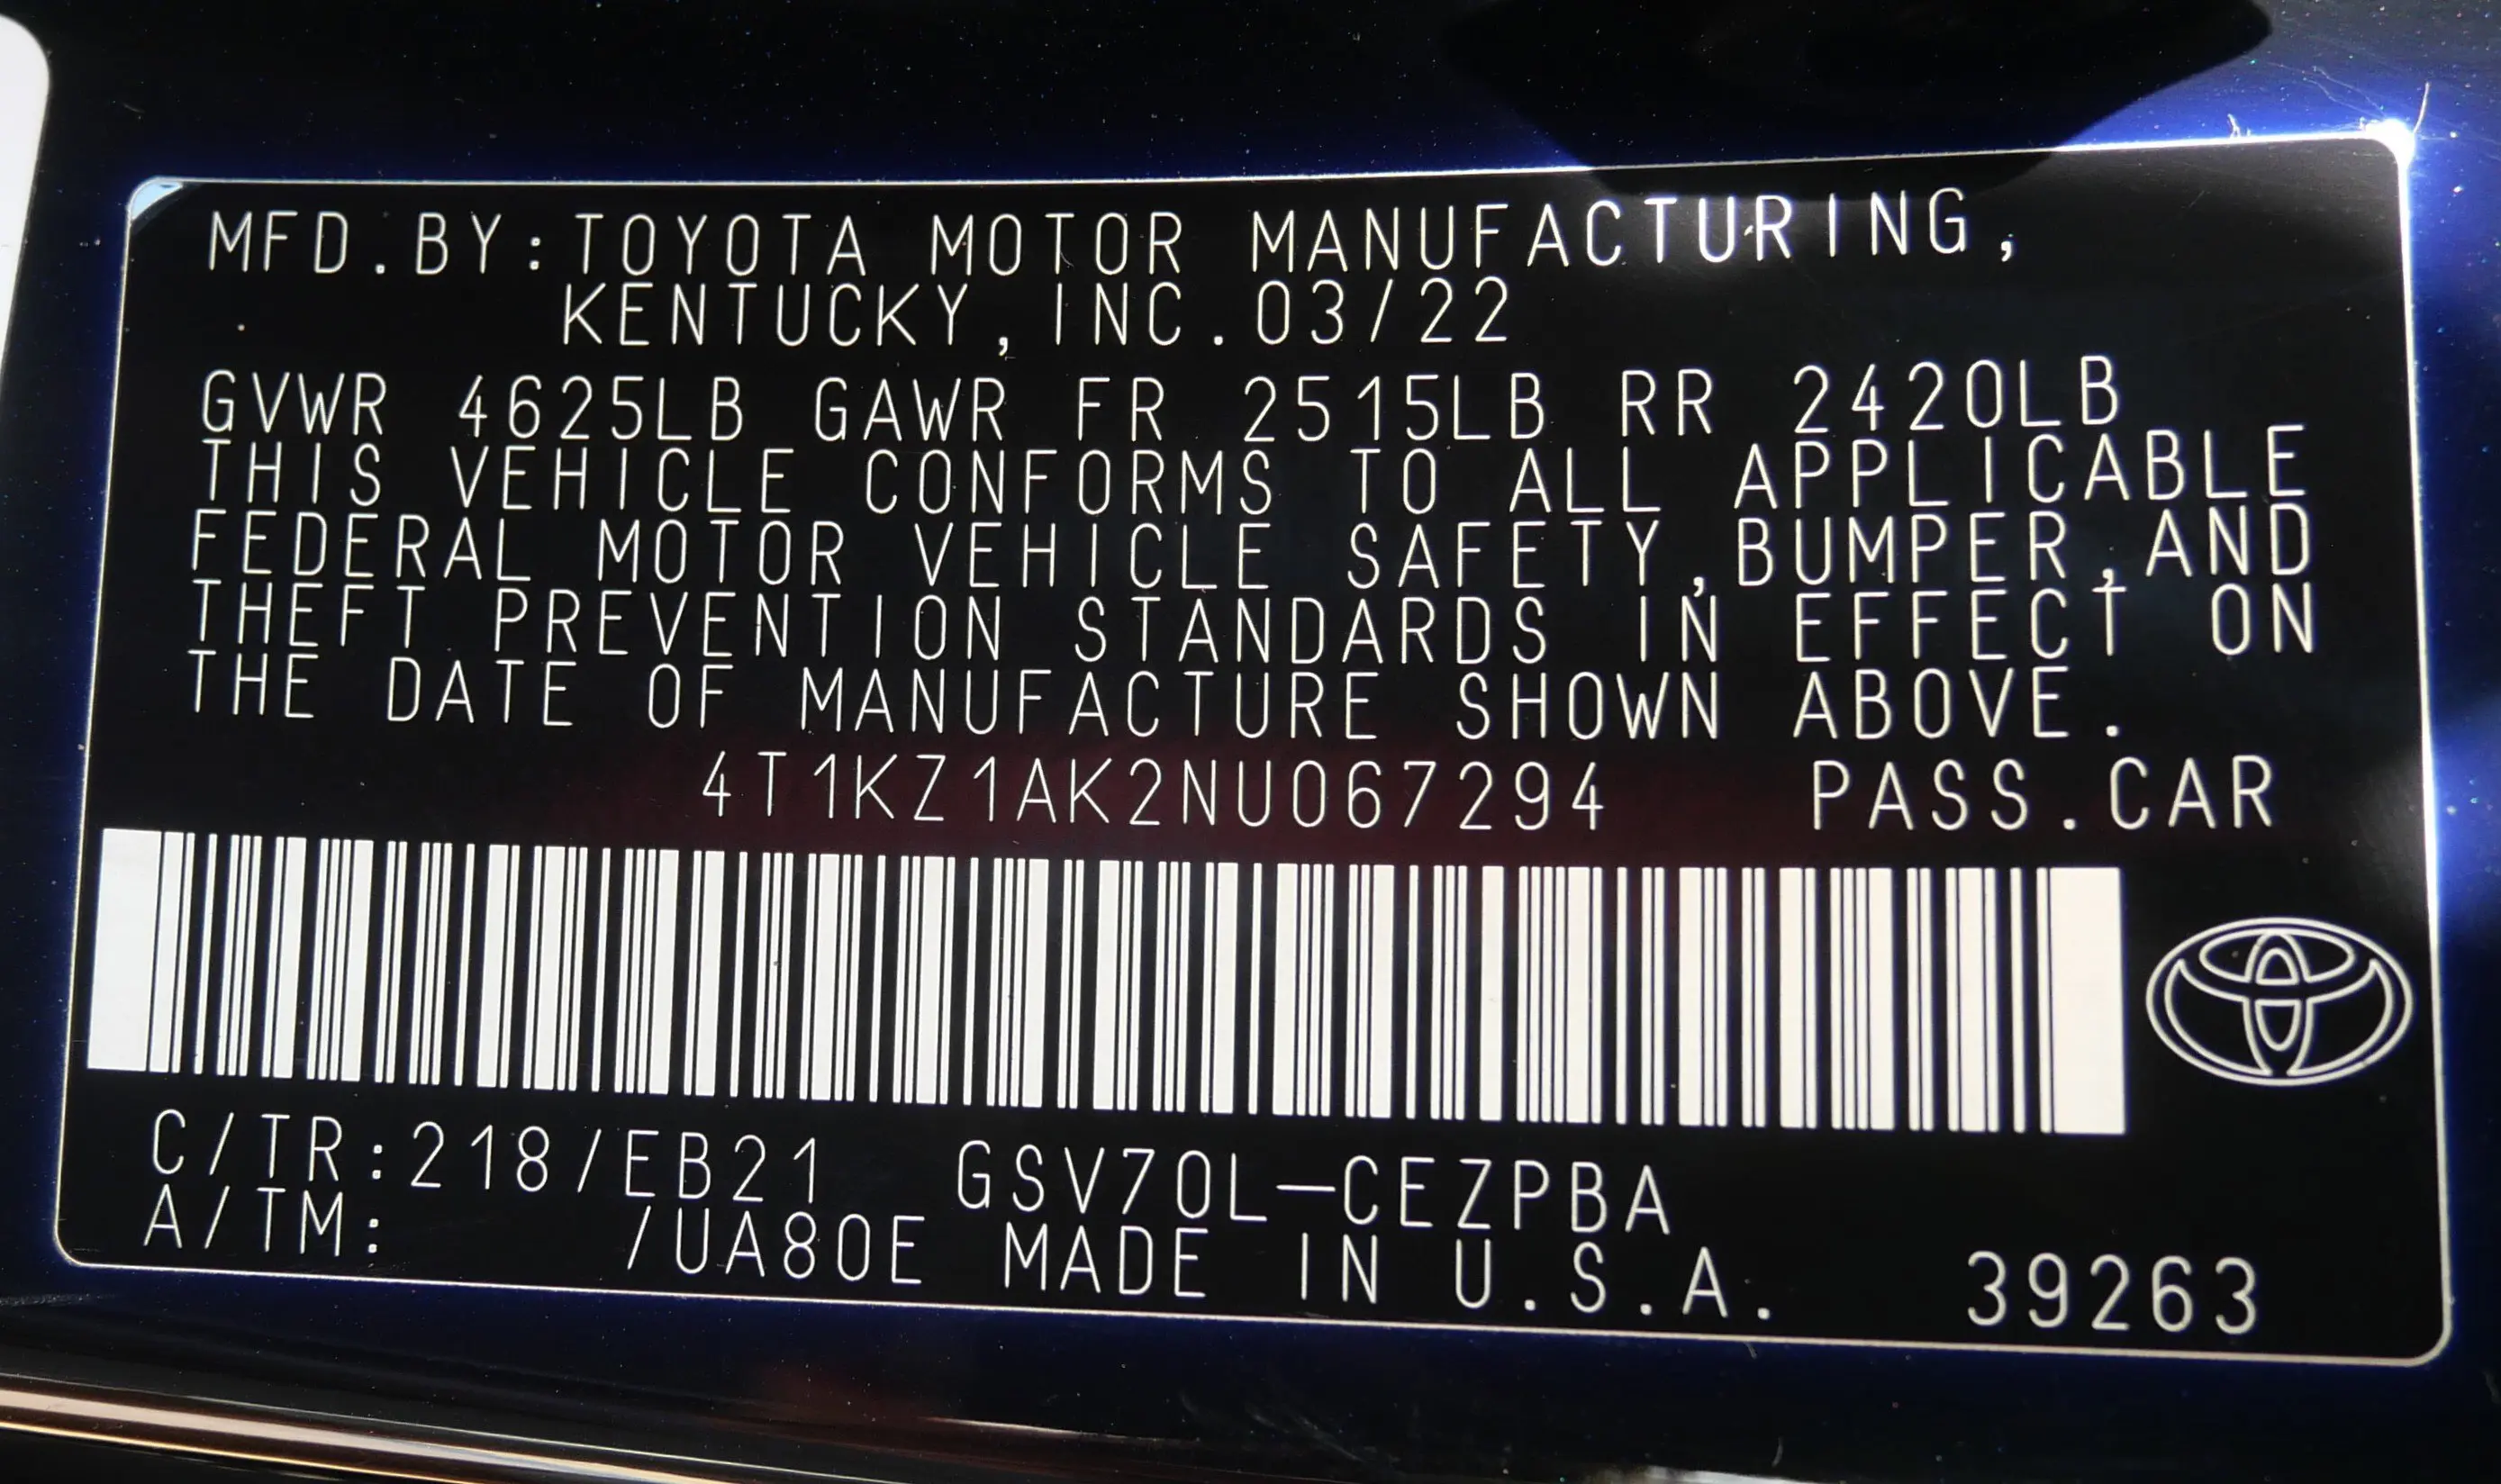 MFD.BY:TOYOTA MOTOR MANUFACTURING,
KENTUCKY,INC.03/22
GVWR 4625LB GAWR FR 2515LB RR 2420LB
THIS VEHICLE CONFORMS TO ALL APPLICABLE
FEDERAL MOTOR VEHICLE SAFETY,BUMPER,AND
THEFT PREVENTION STANDARDS IN EFFECT ON
THE DATE OF MANUFACTURE SHOWN ABOVE.
4T1KZ1AK2NU067294 PASS.CAR
C/TR:218/EB21 GSV70L—CEZPBA
A/TM: /UA80E MADE IN U.S.A. 39263